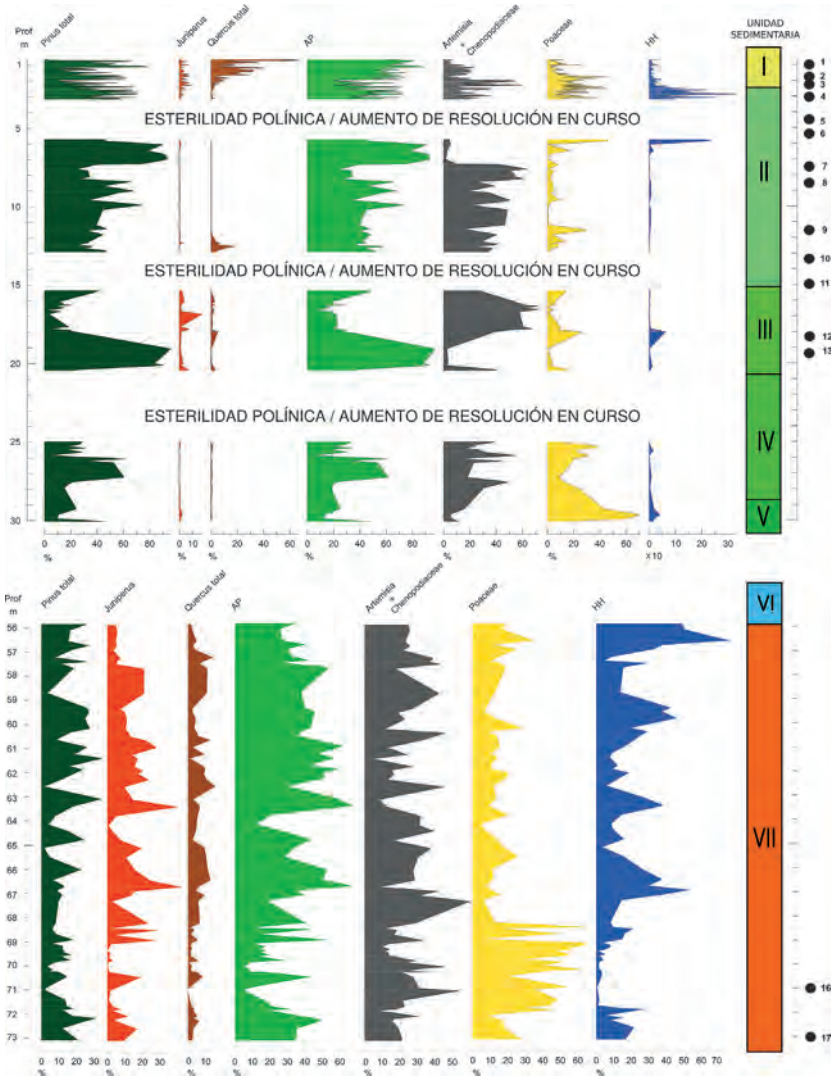 Prof
m
Pinus total
Juniperus
Quercus total
AP
Artemisia
+
Chenopodiaceae
Poaceae
HH
UNIDAD
SEDIMENTARIA
1
5
10
15
20
25
30
ESTERILIDAD POLÍNICA / AUMENTO DE RESOLUCIÓN EN CURSO
ESTERILIDAD POLÍNICA / AUMENTO DE RESOLUCIÓN EN CURSO
ESTERILIDAD POLÍNICA / AUMENTO DE RESOLUCIÓN EN CURSO
I
II
III
IV
V
1
2
3
4
5
6
7
8
9
10
11
12
13
0 20 40 60 80
0 20
0 20 40 60
0 20 40 60 80
0 20 40 60
0 20 40 60
0 10 20 30
% % % % % % X 10
Prof
m
Pinus total
Juniperus
Quercus total
AP
Artemisia
+
Chenopodiaceae
Poaceae
HH
56
57
58
59
60
61
62
63
64
65
66
67
68
69
70
71
72
73
VI
VII
16
17
0 10 20 30
0 10 20 30
0 10
0 10 20 30 40 50 60
0 10 20 30 40 50
0 10 20 30 40 50 60
0 10 20 30 40 50 60 70
% % % % % % %